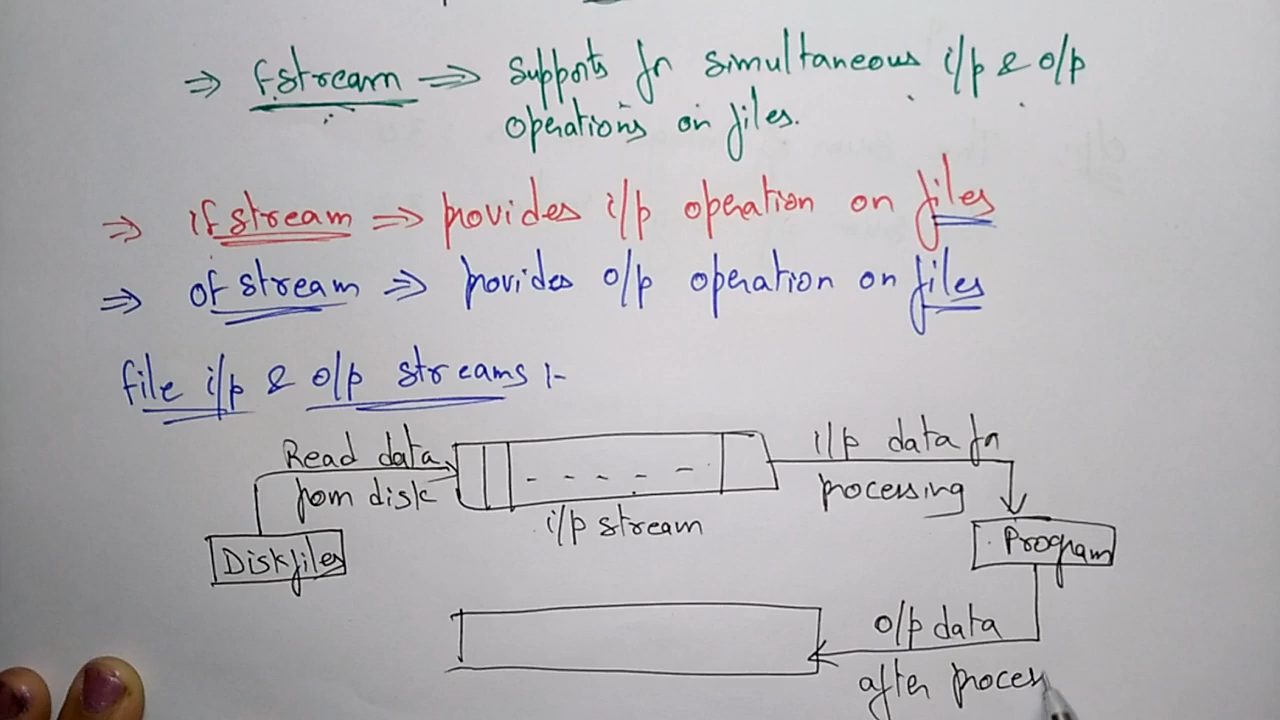 ⇒ fstream ⇒ supports for simultaneous i/p & o/p
operations on files.
⇒ ifstream ⇒ provides i/p operation on files
⇒ ofstream ⇒ provides o/p operation on files
file i/p & o/p streams :-
Read data
from disk
i/p data for
processing
i/p stream
Diskfiles
Program
o/p data
after proces